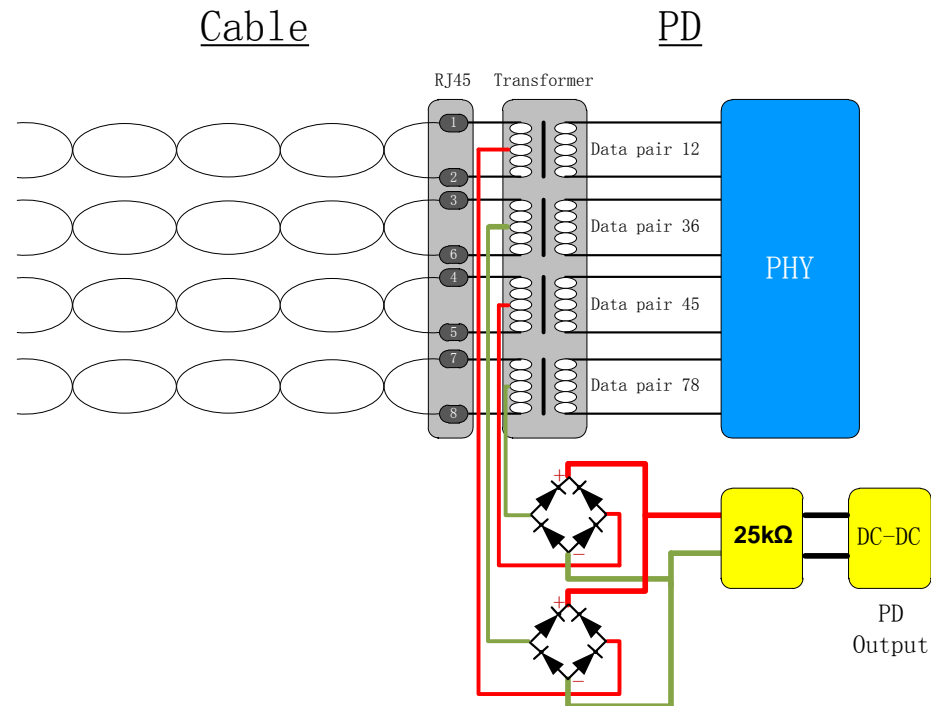 Cable
PD
RJ45
Transformer
1
2
3
6
4
5
7
8
Data pair 12
Data pair 36
Data pair 45
Data pair 78
PHY
+
−
+
−
25kΩ
DC-DC
PD
Output